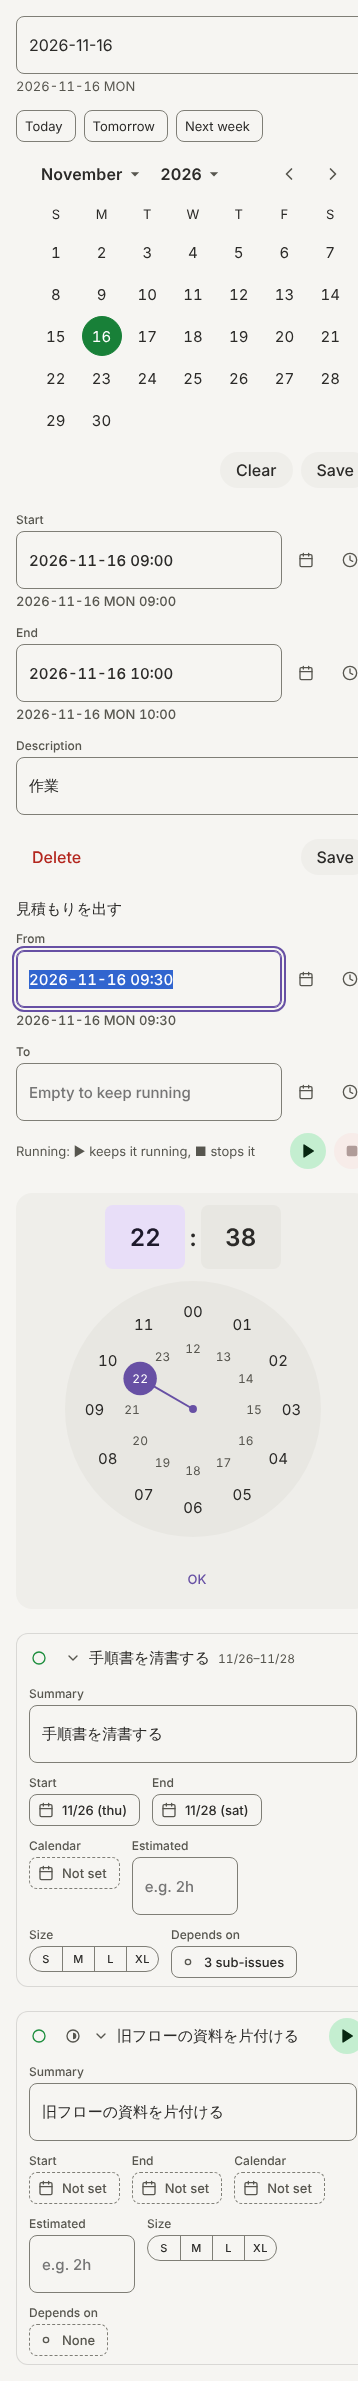 2026-11-16
2026-11-16 MON
Today Tomorrow Next week
November 2026
S M T W T F S
1 2 3 4 5 6 7
8 9 10 11 12 13 14
15 16 17 18 19 20 21
22 23 24 25 26 27 28
29 30
Clear Save
Start
2026-11-16 09:00
2026-11-16 MON 09:00
End
2026-11-16 10:00
2026-11-16 MON 10:00
Description
作業
Delete Save
見積もりを出す
From
2026-11-16 09:30
2026-11-16 MON 09:30
To
Empty to keep running
Running: ▶ keeps it running, ■ stops it
22 : 38
00
11 01
12
23 13
10 02
22 14
09 21 15 03
20 16
08 04
19 17
18
07 05
06
OK
手順書を清書する 11/26–11/28
Summary
手順書を清書する
Start End
11/26 (thu) 11/28 (sat)
Calendar Estimated
Not set e.g. 2h
Size Depends on
S M L XL 3 sub-issues
旧フローの資料を片付ける
Summary
旧フローの資料を片付ける
Start End Calendar
Not set Not set Not set
Estimated Size
e.g. 2h S M L XL
Depends on
None